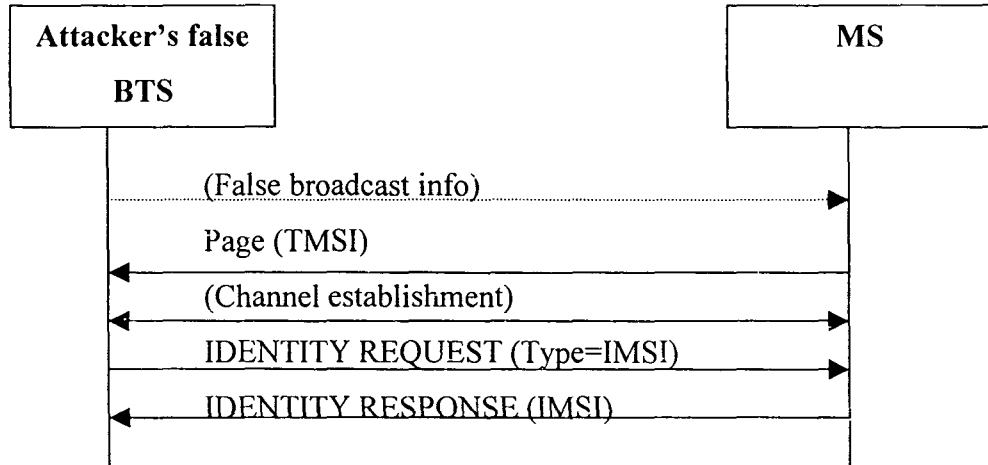 Attacker's false
BTS
MS
(False broadcast info)
Page (TMSI)
(Channel establishment)
IDENTITY REQUEST (Type=IMSI)
IDENTITY RESPONSE (IMSI)